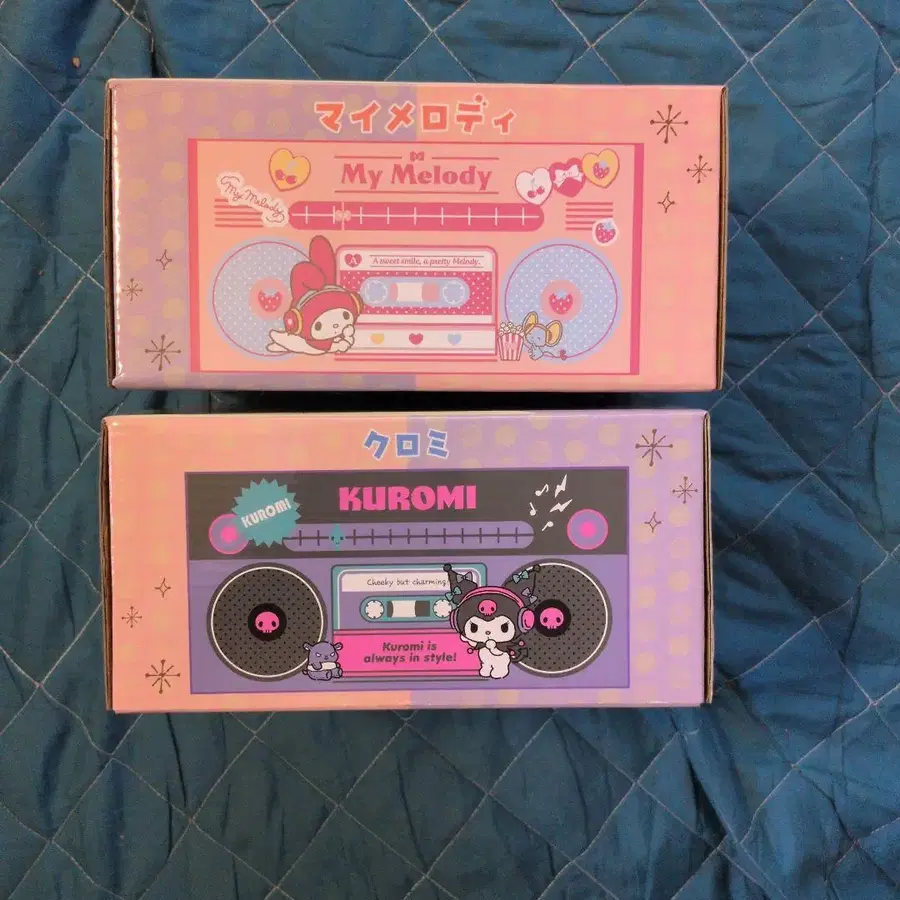 マイメロディ
My Melody
My Melody
A
A sweet smile, a pretty Melody.
クロミ
KUROMI
KUROMI
Cheeky but charming!
Kuromi is
always in style!